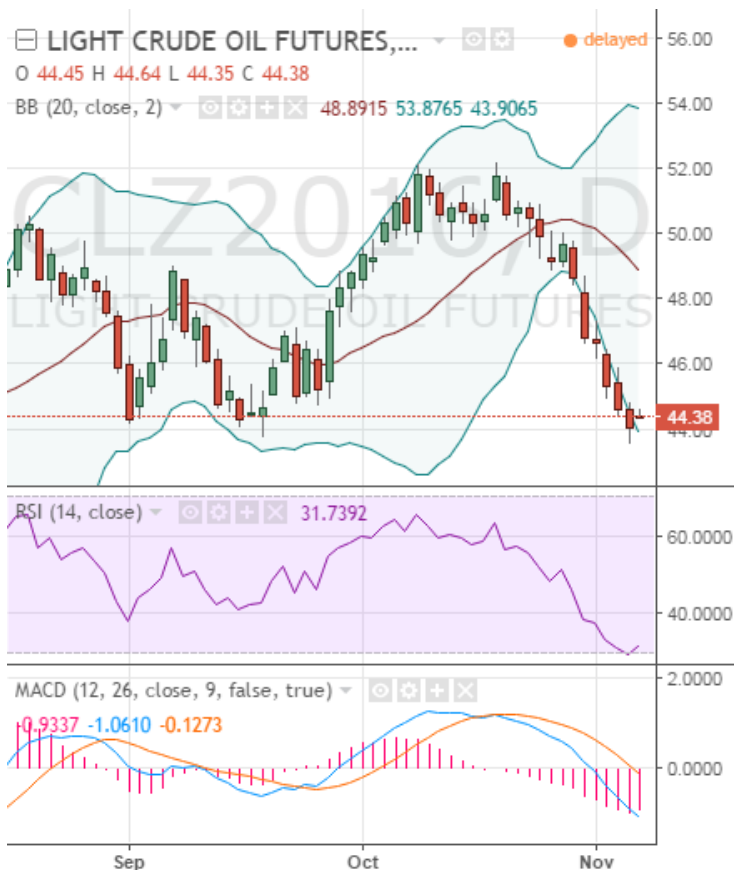 LIGHT CRUDE OIL FUTURES,... delayed
O 44.45 H 44.64 L 44.35 C 44.38
BB (20, close, 2) 48.8915 53.8765 43.9065
CLZ2016, D
LIGHT CRUDE OIL FUTURES
56.00
54.00
52.00
50.00
48.00
46.00
44.38
44.00
RSI (14, close) 31.7392
60.0000
40.0000
MACD (12, 26, close, 9, false, true)
-0.9337 -1.0610 -0.1273
2.0000
0.0000
Sep Oct Nov